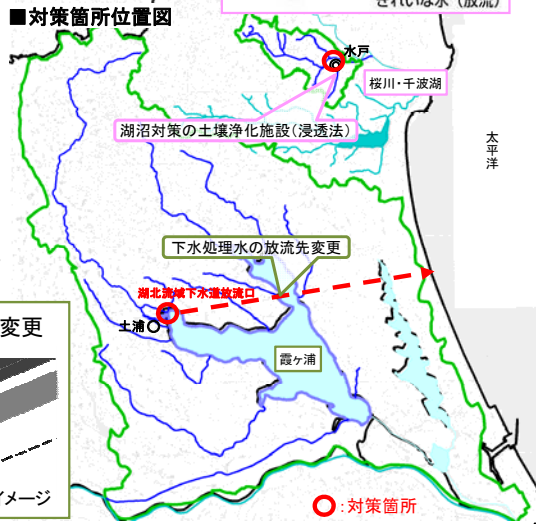 きれいな水（放流）
■対策箇所位置図
水戸
桜川・千波湖
湖沼対策の土壌浄化施設（浸透法）
太平洋
下水処理水の放流先変更
湖北流域下水道放流口
土浦
変更
霞ヶ浦
イメージ
：対策箇所